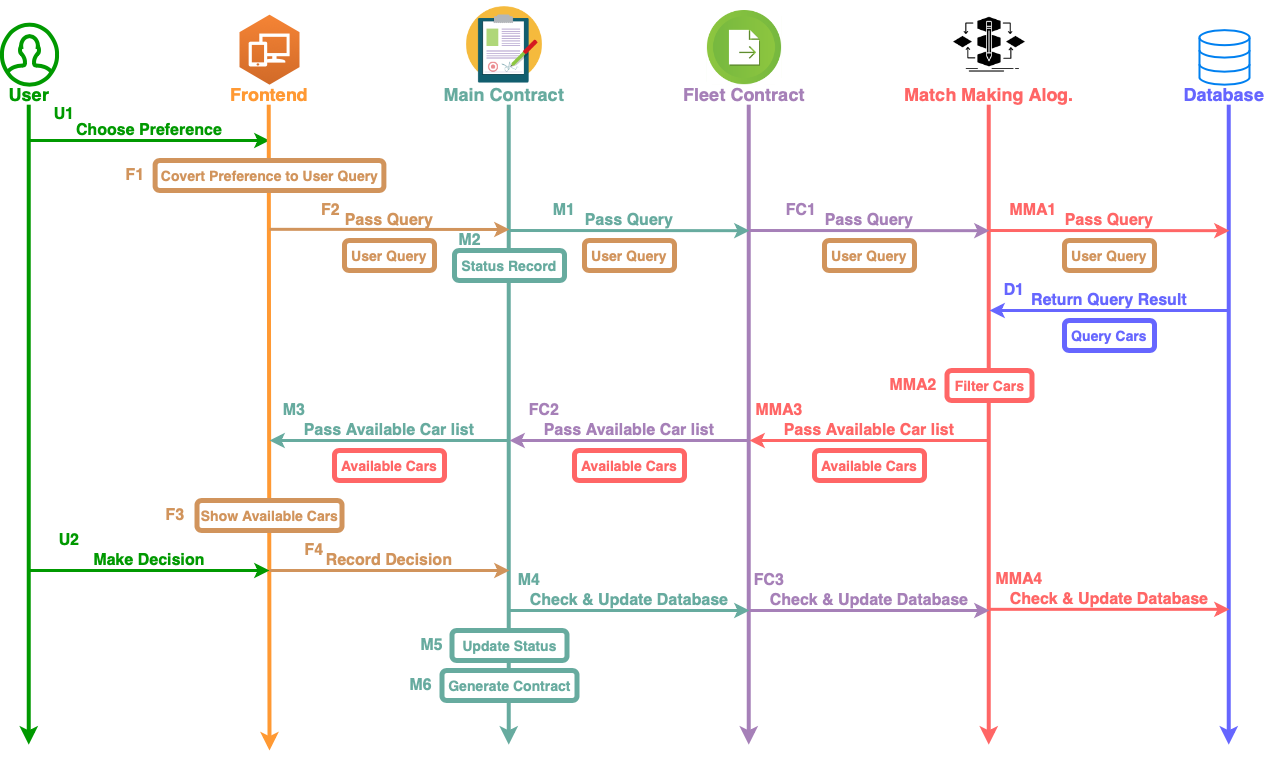 User
Frontend
Main Contract
Fleet Contract
Match Making Alog.
Database
U1
Choose Preference
F1
Covert Preference to User Query
F2
Pass Query
User Query
M1
Pass Query
User Query
FC1
Pass Query
User Query
MMA1
Pass Query
User Query
M2
Status Record
D1
Return Query Result
Query Cars
MMA2
Filter Cars
M3
Pass Available Car list
Available Cars
FC2
Pass Available Car list
Available Cars
MMA3
Pass Available Car list
Available Cars
F3
Show Available Cars
U2
Make Decision
F4
Record Decision
M4
Check & Update Database
FC3
Check & Update Database
MMA4
Check & Update Database
M5
Update Status
M6
Generate Contract